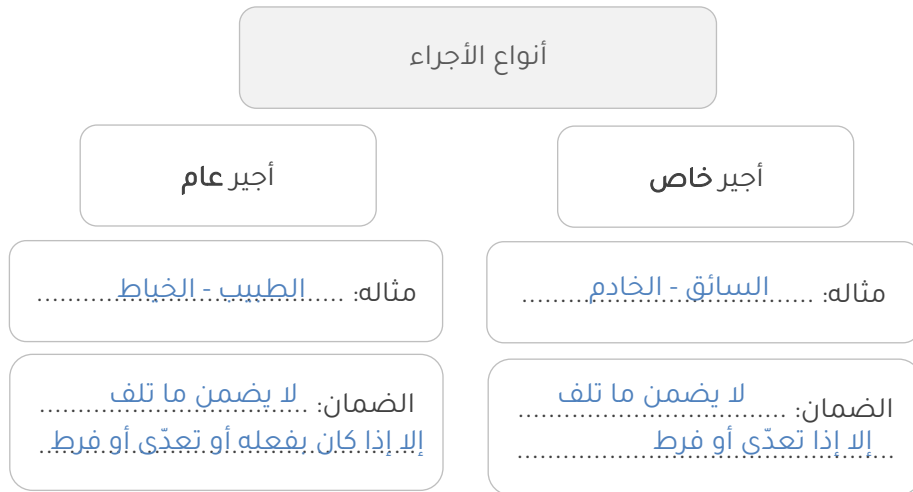 أنواع الأجراء
أجير خاص
أجير عام
مثاله: السائق - الخادم
مثاله: الطبيب - الخياط
الضمان: لا يضمن ما تلف
إلا إذا تعدّى أو فرط
الضمان: لا يضمن ما تلف
إلا إذا كان بفعله أو تعدّى أو فرط